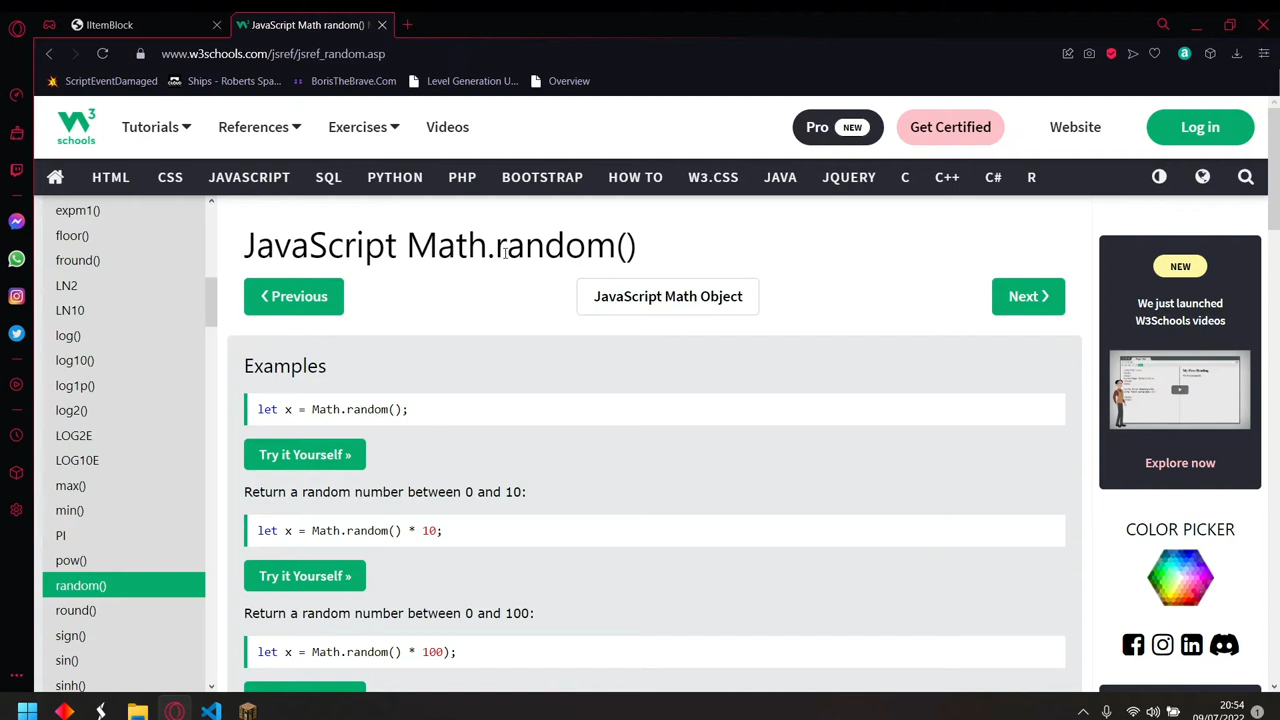 IItemBlock
JavaScript Math random() M
www.w3schools.com/jsref/jsref_random.asp
ScriptEventDamaged
Ships - Roberts Spa...
BorisTheBrave.Com
Level Generation U...
Overview
W3 schools
Tutorials
References
Exercises
Videos
Pro NEW
Get Certified
Website
Log in
HTML
CSS
JAVASCRIPT
SQL
PYTHON
PHP
BOOTSTRAP
HOW TO
W3.CSS
JAVA
JQUERY
C
C++
C#
R
expm1()
floor()
fround()
LN2
LN10
log()
log10()
log1p()
log2()
LOG2E
LOG10E
max()
min()
PI
pow()
random()
round()
sign()
sin()
sinh()
JavaScript Math.random()
❮ Previous
JavaScript Math Object
Next ❯
Examples
let x = Math.random();
Try it Yourself »
Return a random number between 0 and 10:
let x = Math.random() * 10;
Try it Yourself »
Return a random number between 0 and 100:
let x = Math.random() * 100);
NEW
We just launched
W3Schools videos
Explore now
COLOR PICKER
20:54
09/07/2022
1